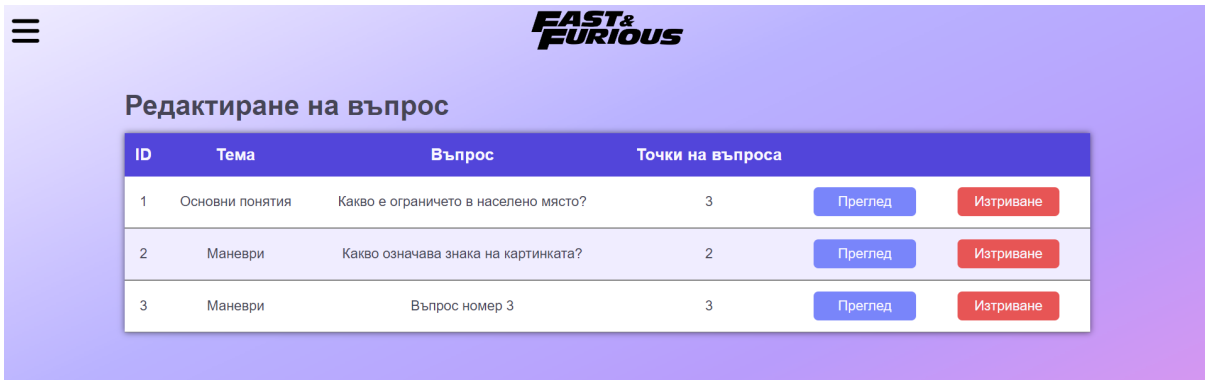 FAST&
FURIOUS
Редактиране на въпрос
ID Тема Въпрос Точки на въпроса
1 Основни понятия Какво е ограничето в населено място? 3 Преглед Изтриване
2 Маневри Какво означава знака на картинката? 2 Преглед Изтриване
3 Маневри Въпрос номер 3 3 Преглед Изтриване